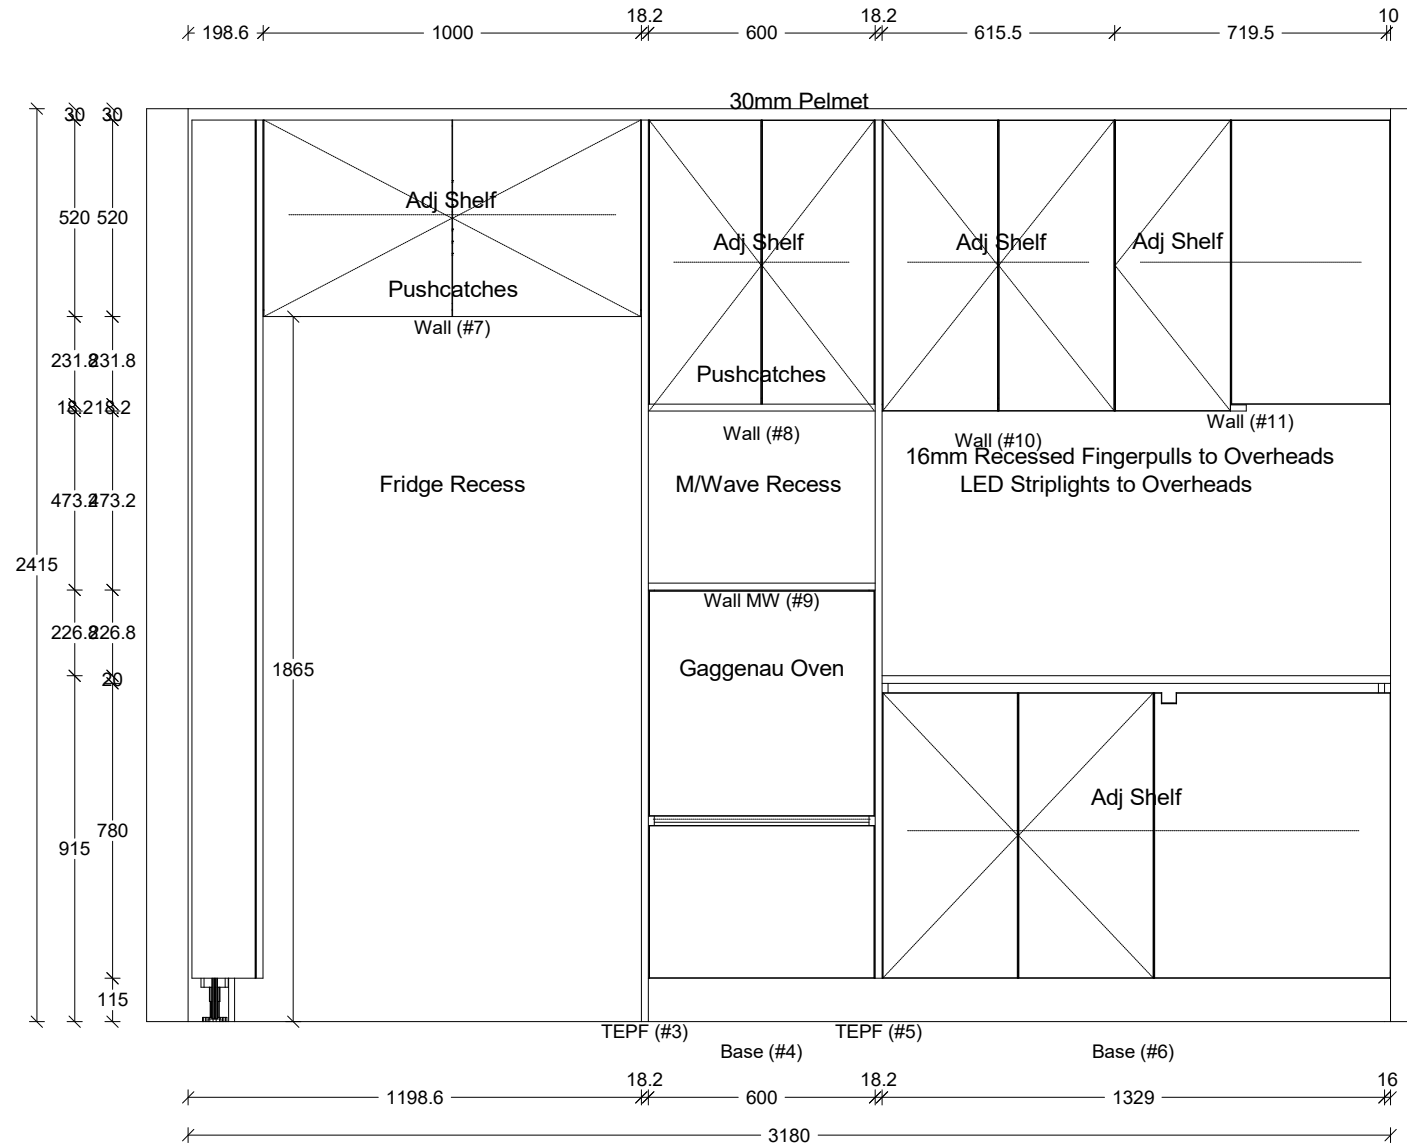 18.2 18.2 10
198.6 1000 600 615.5 719.5
30mm Pelmet
30 30
Adj Shelf
520 520
Adj Shelf Adj Shelf Adj Shelf
Pushcatches
Wall (#7)
231.8 231.8
Pushcatches
18.2 18.2
Wall (#11)
Wall (#8)
Wall (#10)
16mm Recessed Fingerpulls to Overheads
Fridge Recess M/Wave Recess LED Striplights to Overheads
473.2 473.2
2415
Wall MW (#9)
226.8 226.8
1865 Gaggenau Oven
20
Adj Shelf
780
915
115
TEPF (#3) TEPF (#5)
Base (#4) Base (#6)
18.2 18.2 16
1198.6 600 1329
3180